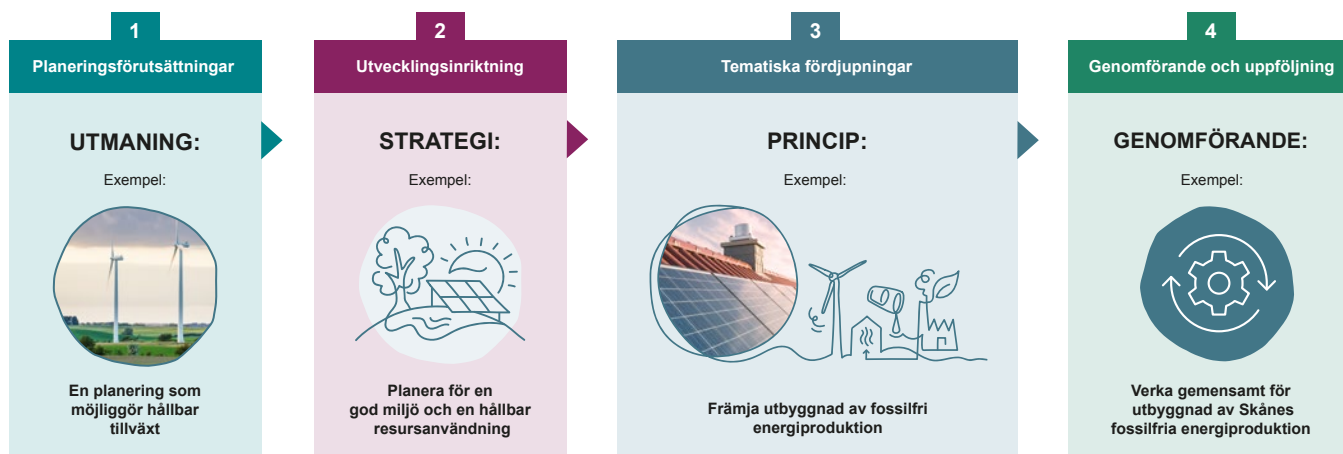 1
Planeringsförutsättningar
UTMANING:
Exempel:
En planering som
möjliggör hållbar
tillväxt
2
Utvecklingsinriktning
STRATEGI:
Exempel:
Planera för en
god miljö och en hållbar
resursanvändning
3
Tematiska fördjupningar
PRINCIP:
Exempel:
Främja utbyggnad av fossilfri
energiproduktion
4
Genomförande och uppföljning
GENOMFÖRANDE:
Exempel:
Verka gemensamt för
utbyggnad av Skånes
fossilfria energiproduktion